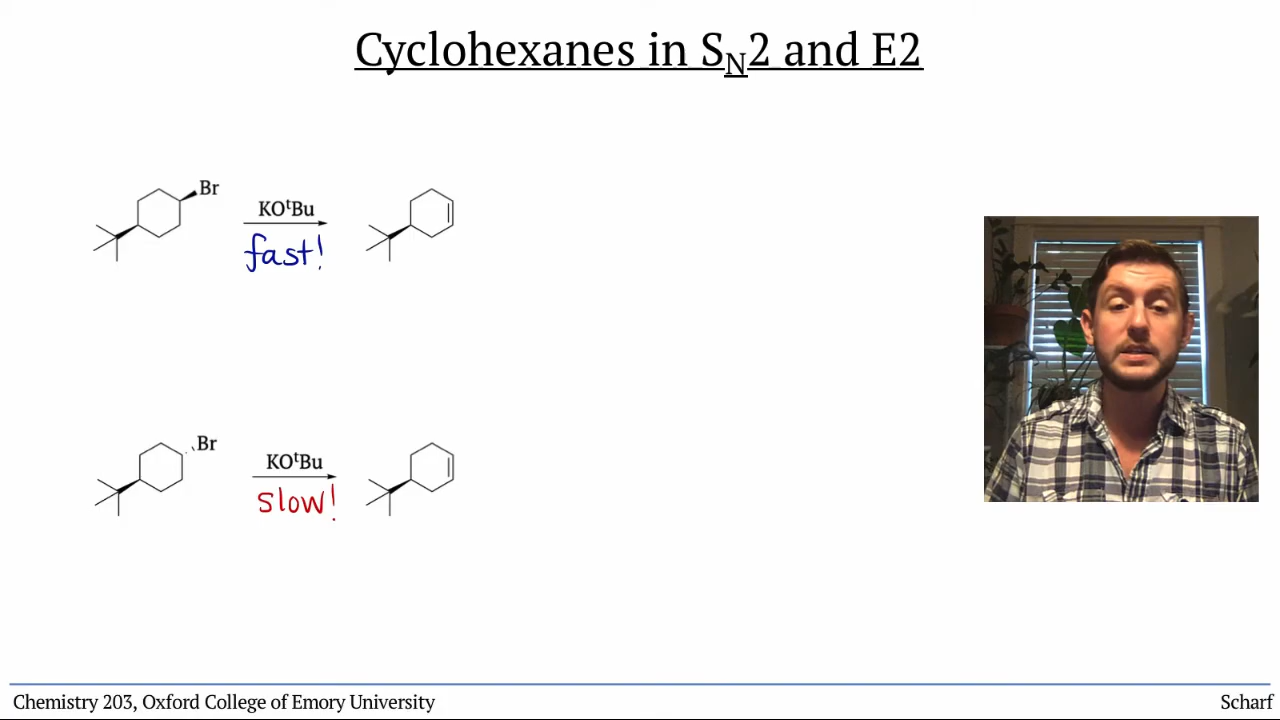 Cyclohexanes in SN2 and E2
Br
KOᵗBu
fast!
Br
KOᵗBu
slow!
Chemistry 203, Oxford College of Emory University
Scharf